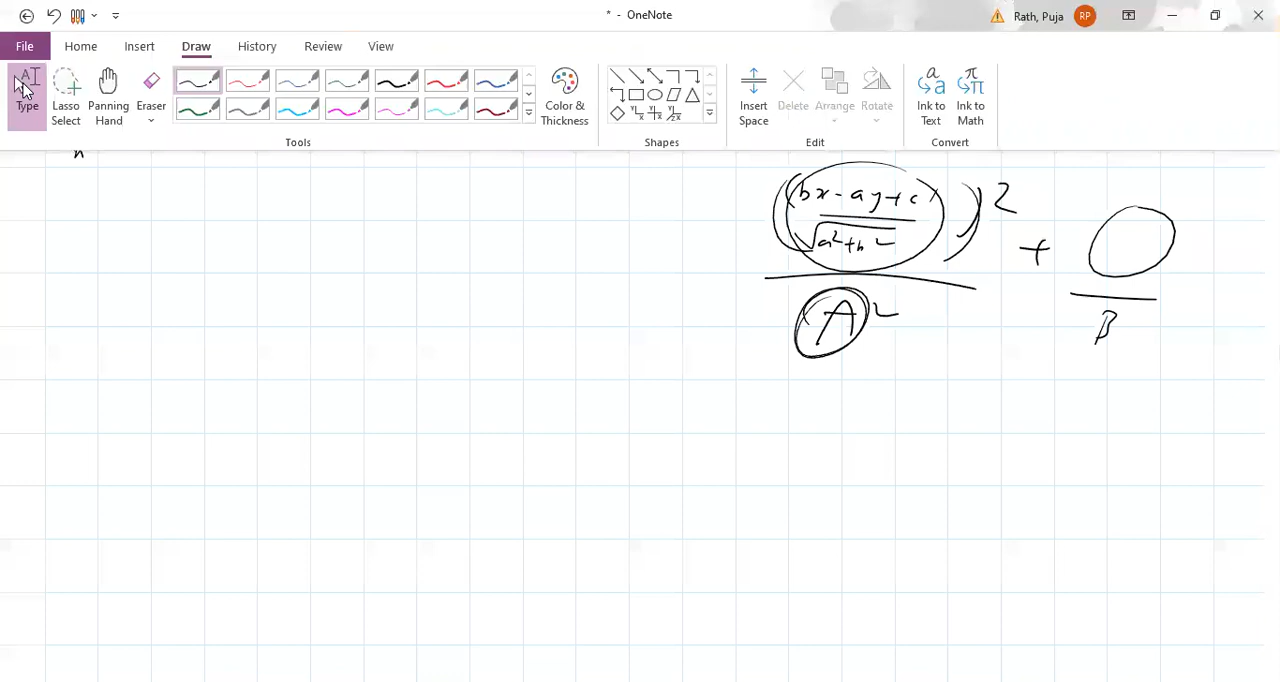 * - OneNote
Rath, Puja RP
File Home Insert Draw History Review View
Type Lasso Select Panning Hand Eraser Color & Thickness Insert Space Delete Arrange Rotate Ink to Text Ink to Math
Tools Shapes Edit Convert
((bx - ay + c) / √(a²+b²))² / (A)² + ◯ / B